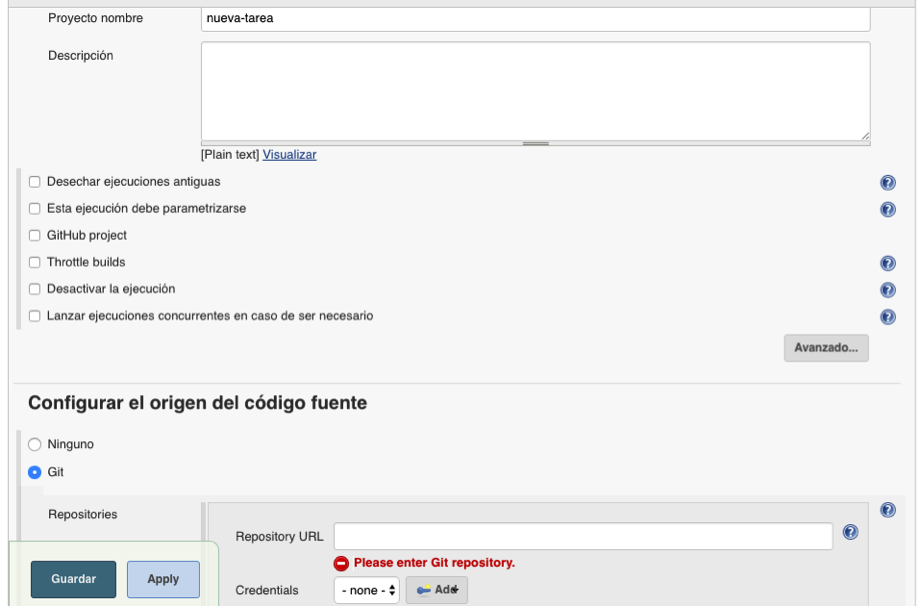 Proyecto nombre nueva-tarea
Descripción
[Plain text] Visualizar
Desechar ejecuciones antiguas
Esta ejecución debe parametrizarse
GitHub project
Throttle builds
Desactivar la ejecución
Lanzar ejecuciones concurrentes en caso de ser necesario
Avanzado...
Configurar el origen del código fuente
Ninguno
Git
Repositories
Repository URL
Please enter Git repository.
Guardar Apply Credentials - none - Add